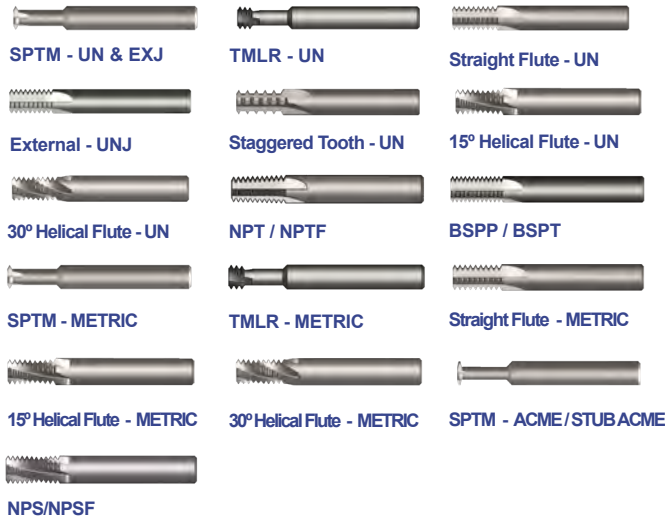 SPTM - UN & EXJ
TMLR - UN
Straight Flute - UN
External - UNJ
Staggered Tooth - UN
15º Helical Flute - UN
30º Helical Flute - UN
NPT / NPTF
BSPP / BSPT
SPTM - METRIC
TMLR - METRIC
Straight Flute - METRIC
15º Helical Flute - METRIC
30º Helical Flute - METRIC
SPTM - ACME / STUB ACME
NPS/NPSF